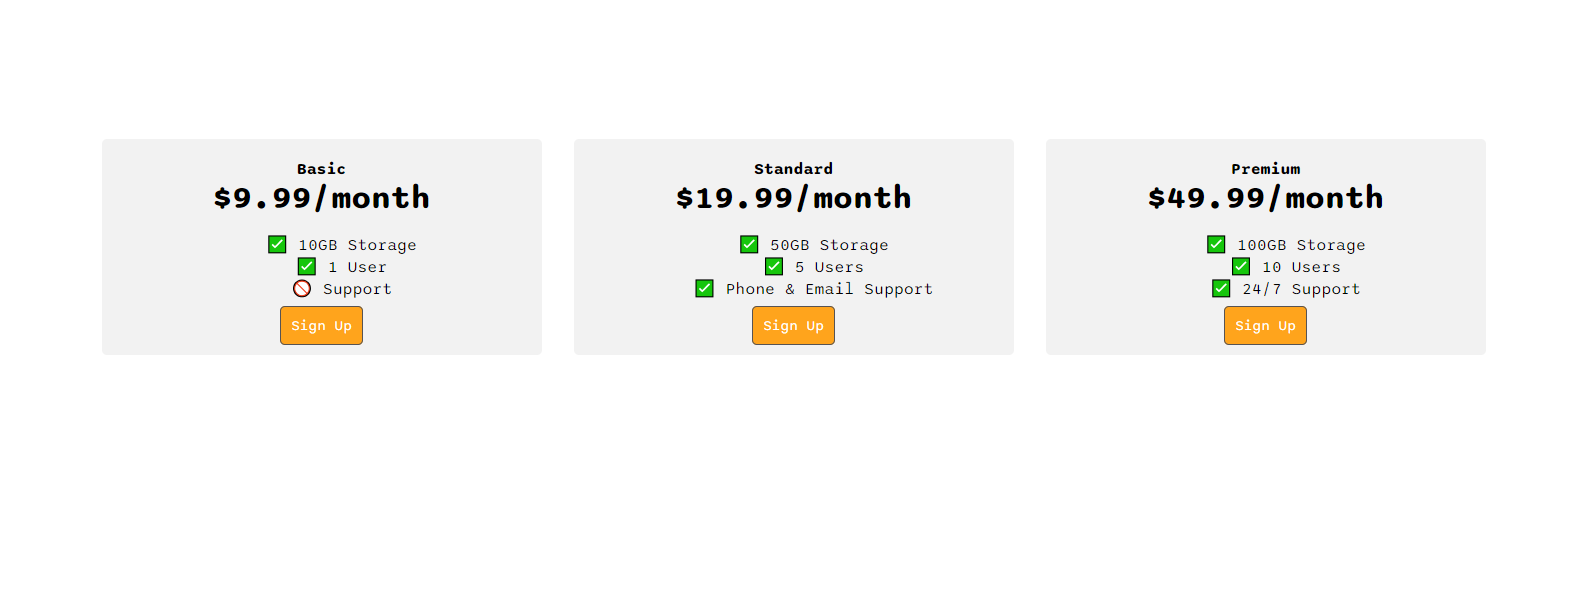 Basic
$9.99/month
✅ 10GB Storage
✅ 1 User
🚫 Support
Sign Up
Standard
$19.99/month
✅ 50GB Storage
✅ 5 Users
✅ Phone & Email Support
Sign Up
Premium
$49.99/month
✅ 100GB Storage
✅ 10 Users
✅ 24/7 Support
Sign Up